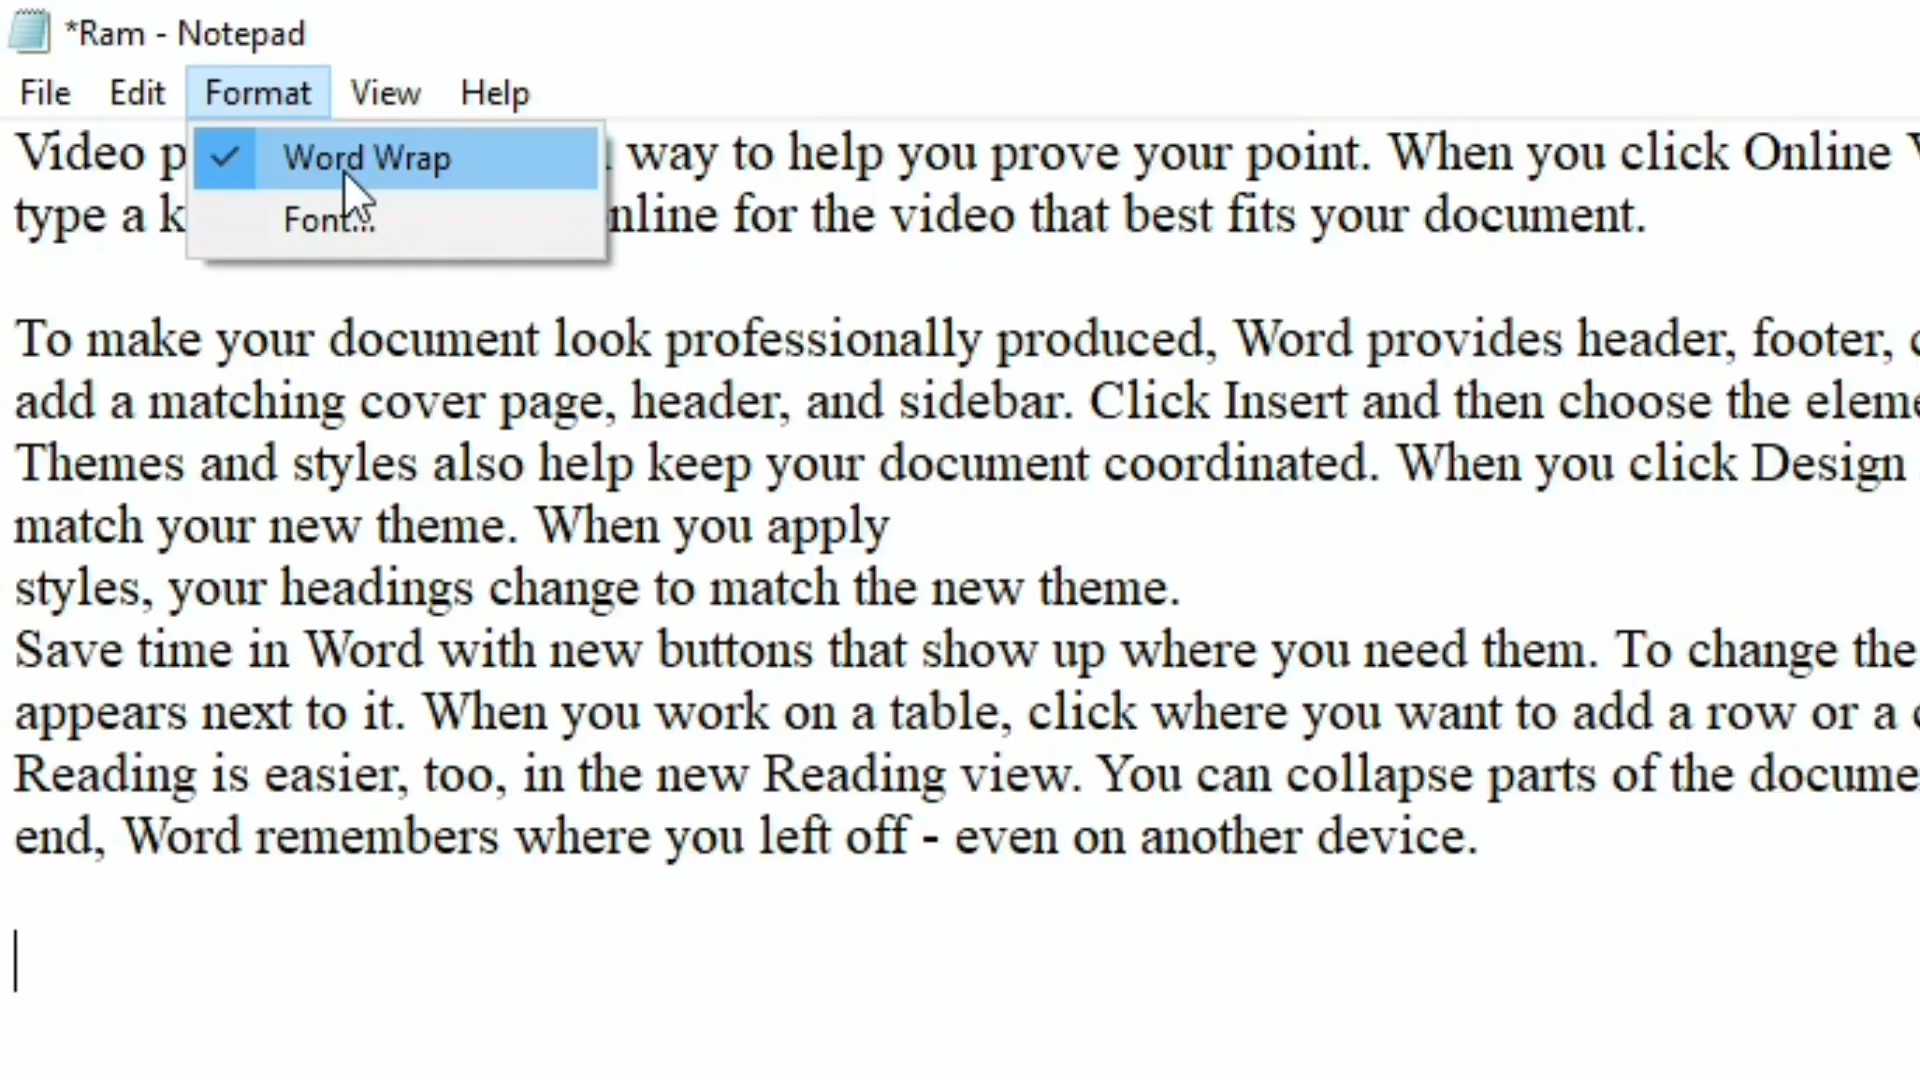 *Ram - Notepad
File Edit Format View Help
Word Wrap
Font...
Video p way to help you prove your point. When you click Online
type a k nline for the video that best fits your document.
To make your document look professionally produced, Word provides header, footer,
add a matching cover page, header, and sidebar. Click Insert and then choose the eleme
Themes and styles also help keep your document coordinated. When you click Design
match your new theme. When you apply
styles, your headings change to match the new theme.
Save time in Word with new buttons that show up where you need them. To change the
appears next to it. When you work on a table, click where you want to add a row or a
Reading is easier, too, in the new Reading view. You can collapse parts of the docume
end, Word remembers where you left off - even on another device.